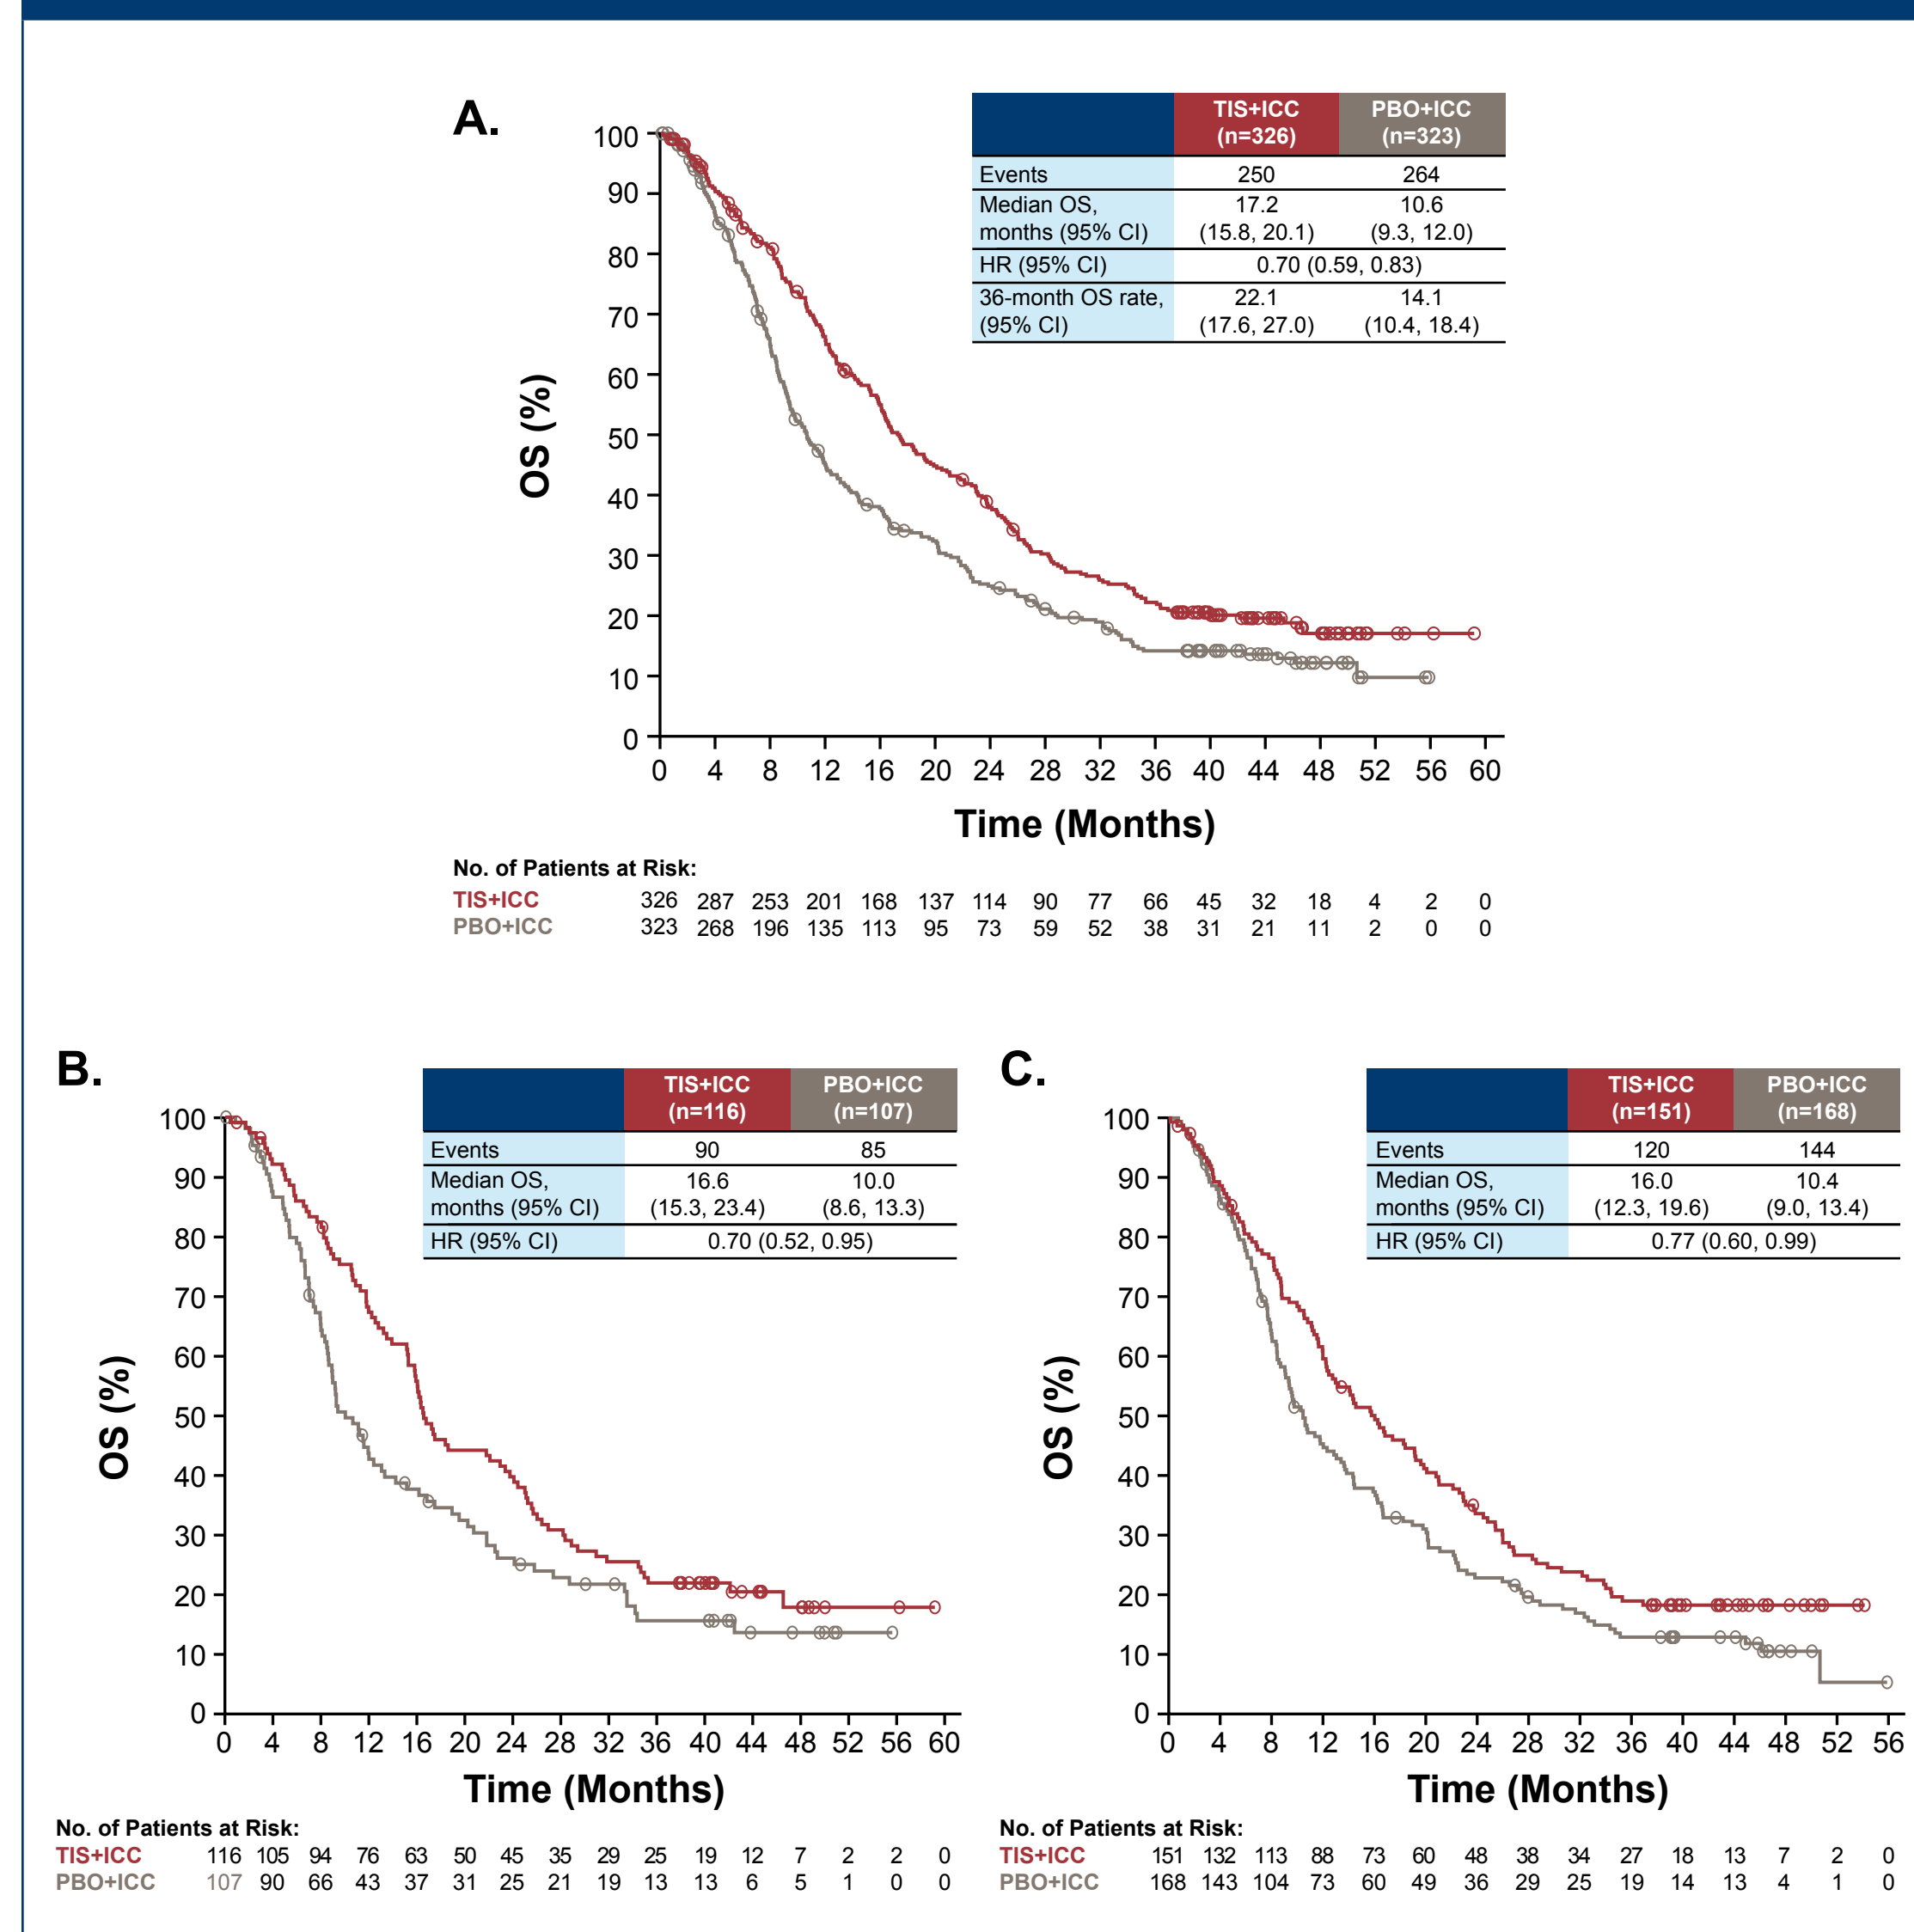 A.
TIS+ICC (n=326) PBO+ICC (n=323)
Events 250 264
Median OS, months (95% CI) 17.2 (15.8, 20.1) 10.6 (9.3, 12.0)
HR (95% CI) 0.70 (0.59, 0.83)
36-month OS rate, (95% CI) 22.1 (17.6, 27.0) 14.1 (10.4, 18.4)
OS (%)
100
90
80
70
60
50
40
30
20
10
0
0 4 8 12 16 20 24 28 32 36 40 44 48 52 56 60
Time (Months)
No. of Patients at Risk:
TIS+ICC 326 287 253 201 168 137 114 90 77 66 45 32 18 4 2 0
PBO+ICC 323 268 196 135 113 95 73 59 52 38 31 21 11 2 0 0
B.
TIS+ICC (n=116) PBO+ICC (n=107)
Events 90 85
Median OS, months (95% CI) 16.6 (15.3, 23.4) 10.0 (8.6, 13.3)
HR (95% CI) 0.70 (0.52, 0.95)
OS (%)
100
90
80
70
60
50
40
30
20
10
0
0 4 8 12 16 20 24 28 32 36 40 44 48 52 56 60
Time (Months)
No. of Patients at Risk:
TIS+ICC 116 105 94 76 63 50 45 35 29 25 19 12 7 2 2 0
PBO+ICC 107 90 66 43 37 31 25 21 19 13 13 6 5 1 0 0
C.
TIS+ICC (n=151) PBO+ICC (n=168)
Events 120 144
Median OS, months (95% CI) 16.0 (12.3, 19.6) 10.4 (9.0, 13.4)
HR (95% CI) 0.77 (0.60, 0.99)
OS (%)
100
90
80
70
60
50
40
30
20
10
0
0 4 8 12 16 20 24 28 32 36 40 44 48 52 56
Time (Months)
No. of Patients at Risk:
TIS+ICC 151 132 113 88 73 60 48 38 34 27 18 13 7 2 0
PBO+ICC 168 143 104 73 60 49 36 29 25 19 14 13 4 1 0